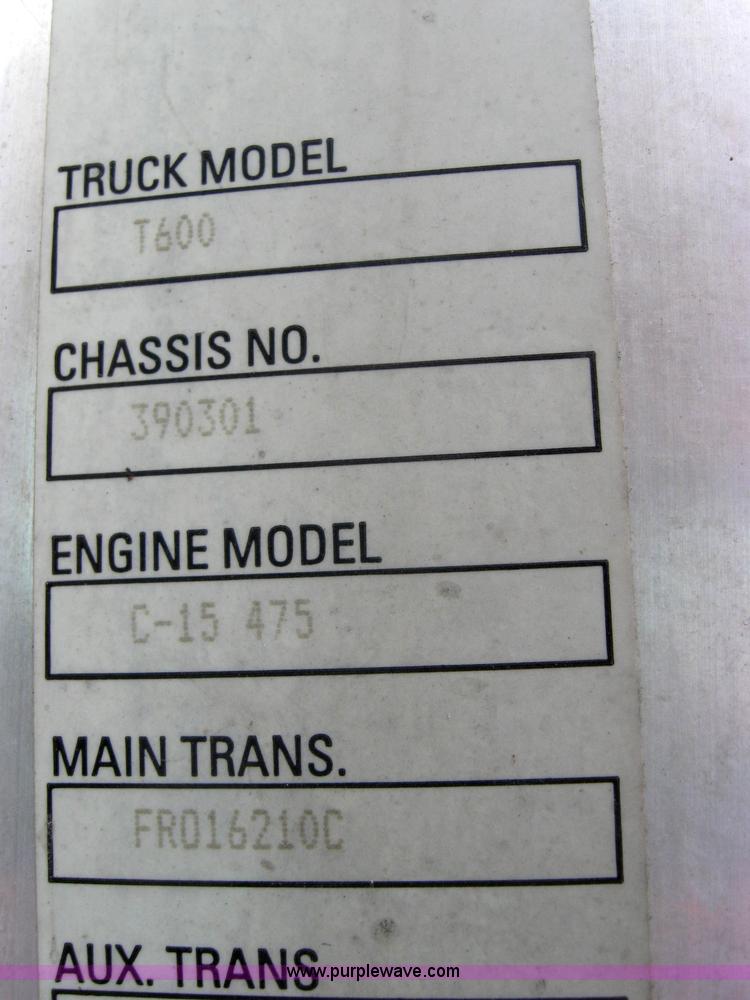 TRUCK MODEL
T600
CHASSIS NO.
390301
ENGINE MODEL
C-15 475
MAIN TRANS.
FRO16210C
AUX. TRANS
www.purplewave.com